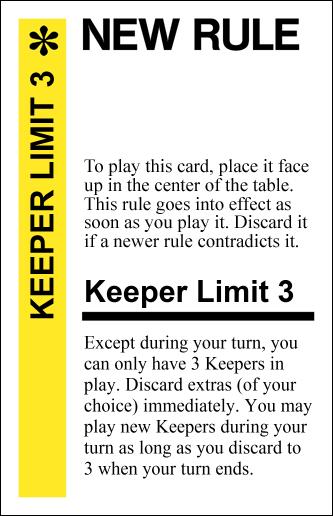 NEW RULE
KEEPER LIMIT 3 *
To play this card, place it face
up in the center of the table.
This rule goes into effect as
soon as you play it. Discard it
if a newer rule contradicts it.
Keeper Limit 3
Except during your turn, you
can only have 3 Keepers in
play. Discard extras (of your
choice) immediately. You may
play new Keepers during your
turn as long as you discard to
3 when your turn ends.